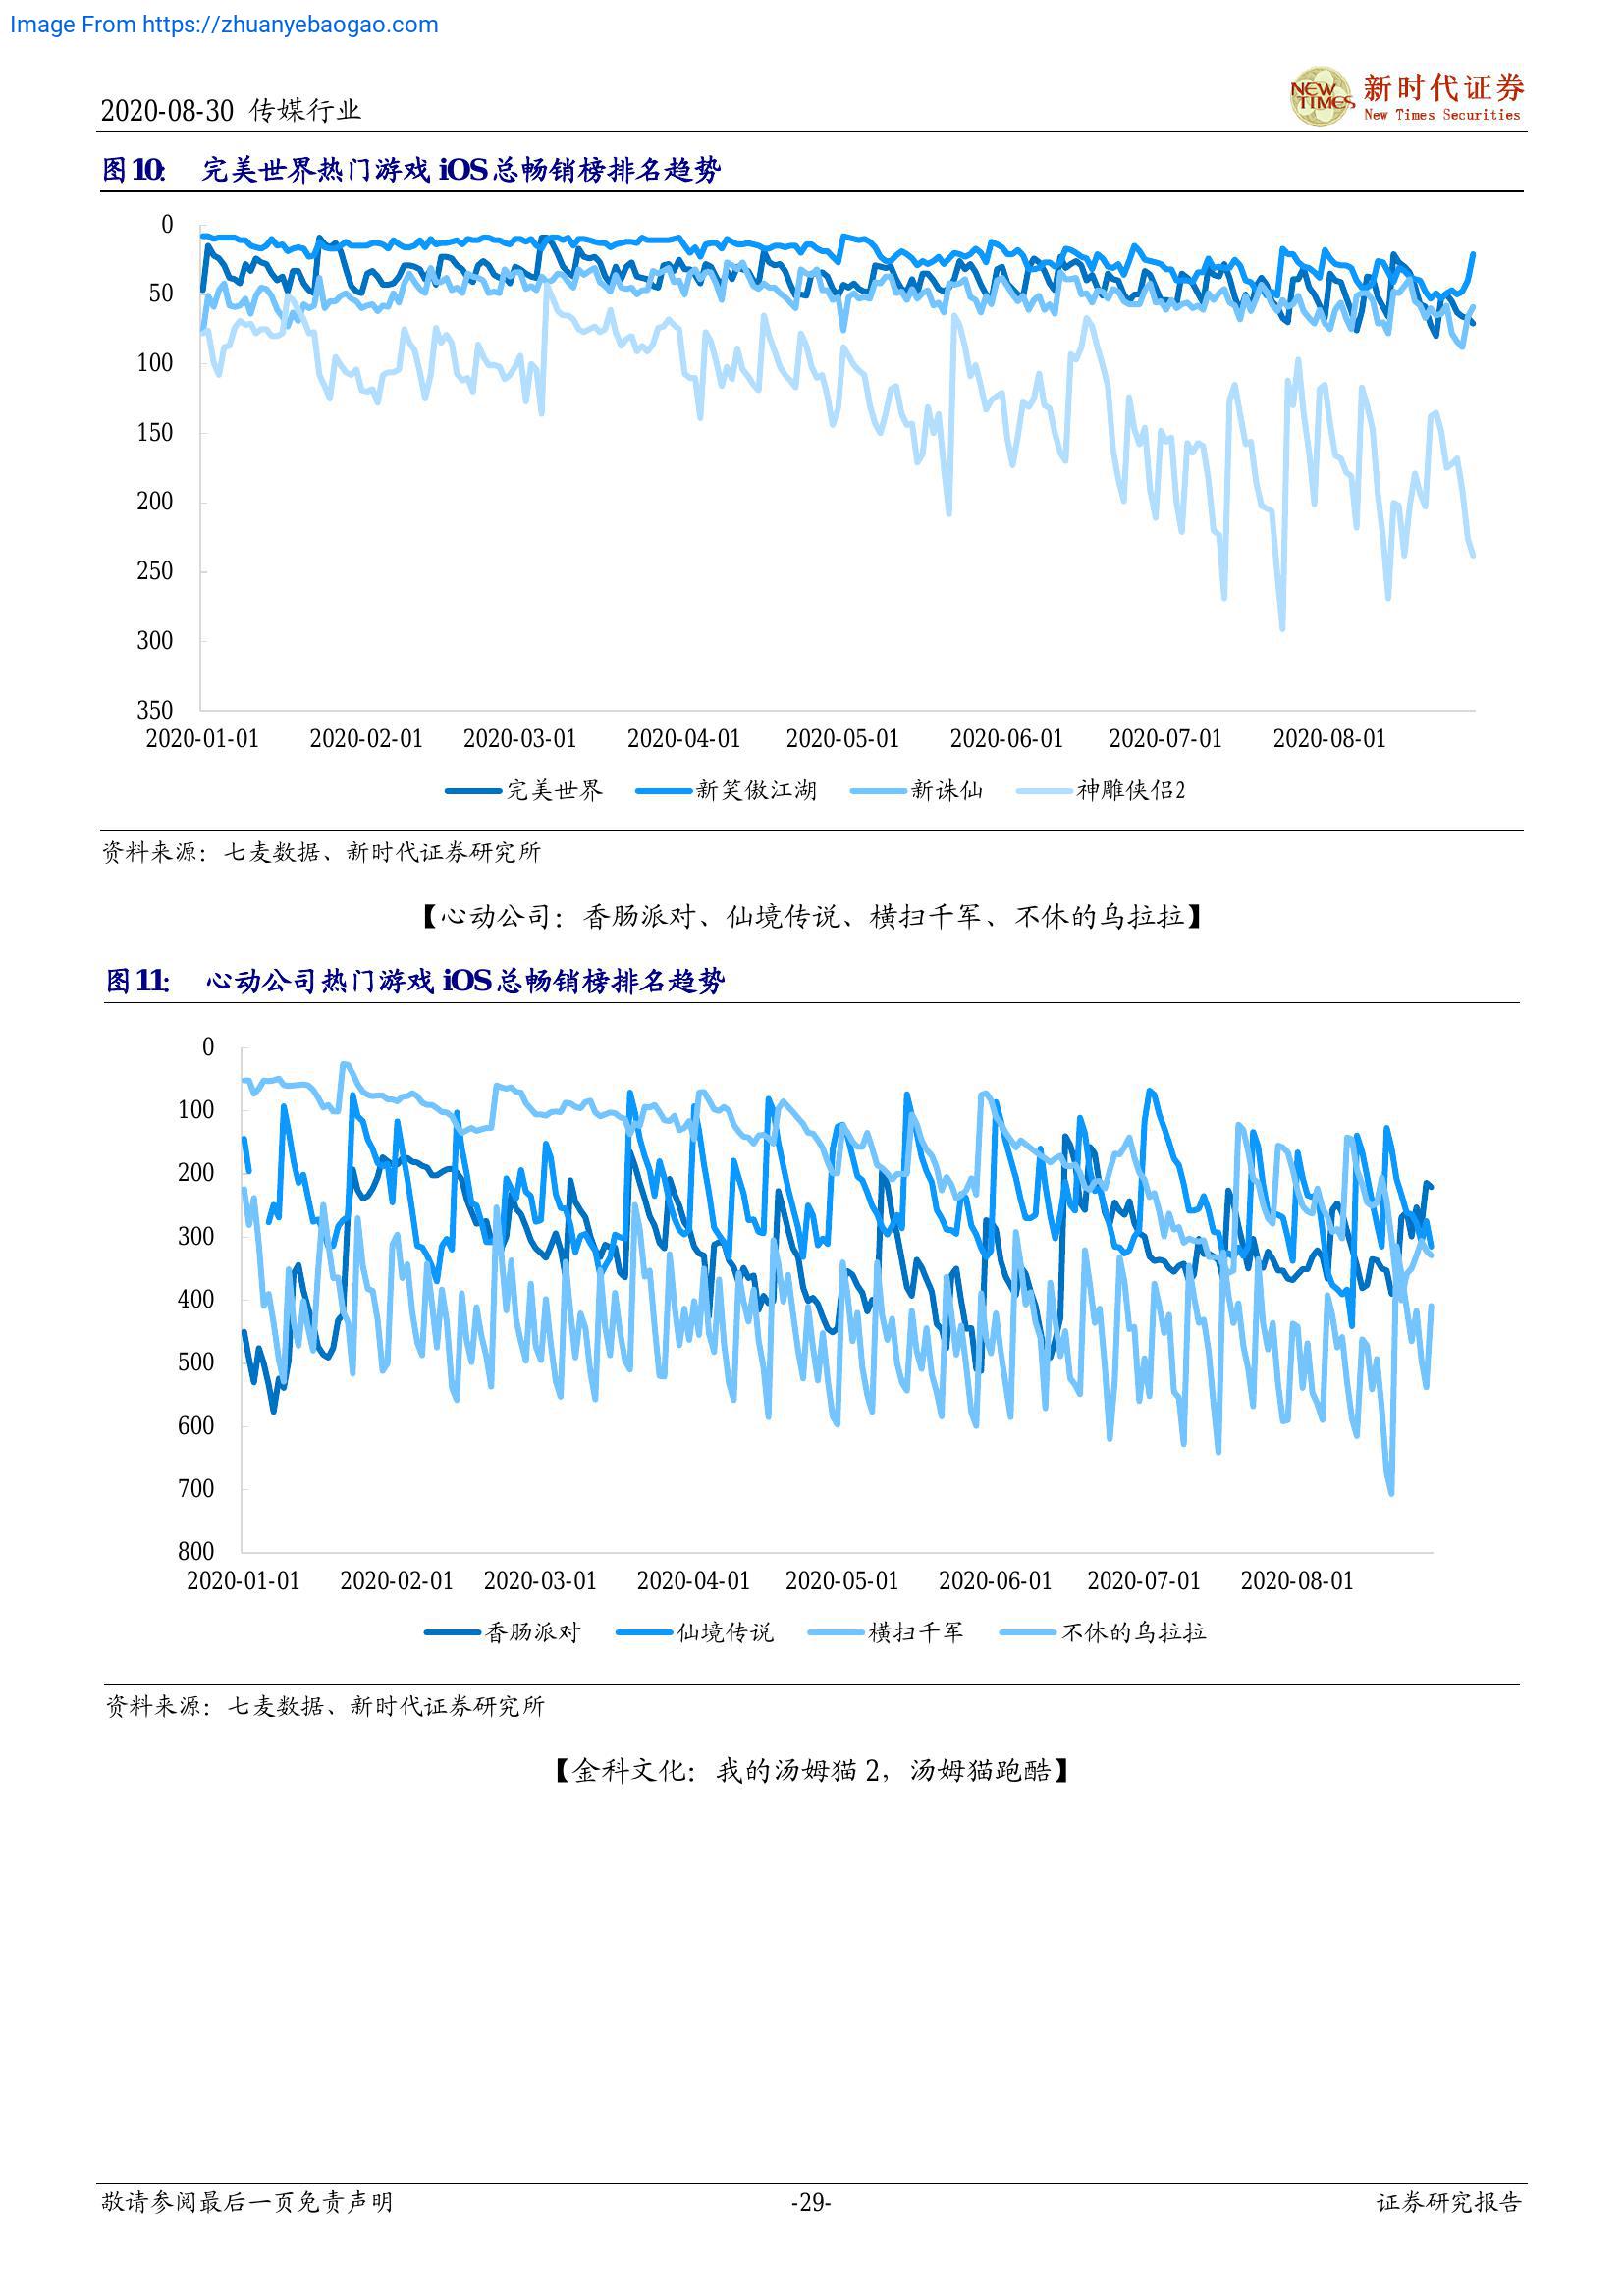 Image From https://zhuanyebaogao.com
2020-08-30 传媒行业
NEW TIMES 新时代证券
New Times Securities
图10: 完美世界热门游戏 iOS 总畅销榜排名趋势
0
50
100
150
200
250
300
350
2020-01-01 2020-02-01 2020-03-01 2020-04-01 2020-05-01 2020-06-01 2020-07-01 2020-08-01
完美世界 新笑傲江湖 新诛仙 神雕侠侣2
资料来源：七麦数据、新时代证券研究所
【心动公司：香肠派对、仙境传说、横扫千军、不休的乌拉拉】
图11: 心动公司热门游戏 iOS 总畅销榜排名趋势
0
100
200
300
400
500
600
700
800
2020-01-01 2020-02-01 2020-03-01 2020-04-01 2020-05-01 2020-06-01 2020-07-01 2020-08-01
香肠派对 仙境传说 横扫千军 不休的乌拉拉
资料来源：七麦数据、新时代证券研究所
【金科文化：我的汤姆猫 2，汤姆猫跑酷】
敬请参阅最后一页免责声明 -29- 证券研究报告